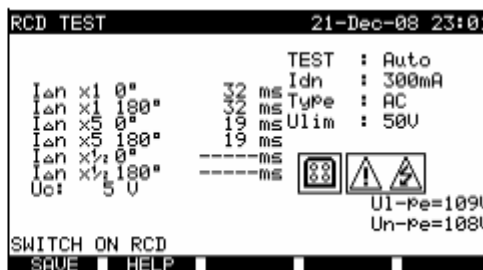 RCD TEST 21-Dec-08 23:01
TEST : Auto
Idn : 300mA
Type : AC
Ulim : 50V
IΔn x1 0° 32 ms
IΔn x1 180° 32 ms
IΔn x5 0° 19 ms
IΔn x5 180° 19 ms
IΔn x½: 0° -----ms
IΔn x½: 180° -----ms
Uc: 5 V
Ul-pe=109V
Un-pe=108V
SWITCH ON RCD
SAVE HELP